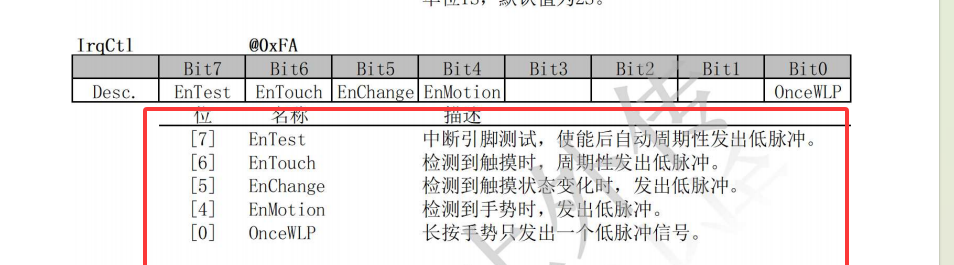 单位1S，默认值为2S。
IrqCtl @0xFA
Bit7 Bit6 Bit5 Bit4 Bit3 Bit2 Bit1 Bit0
Desc. EnTest EnTouch EnChange EnMotion OnceWLP
位 名称 描述
[7] EnTest 中断引脚测试，使能后自动周期性发出低脉冲。
[6] EnTouch 检测到触摸时，周期性发出低脉冲。
[5] EnChange 检测到触摸状态变化时，发出低脉冲。
[4] EnMotion 检测到手势时，发出低脉冲。
[0] OnceWLP 长按手势只发出一个低脉冲信号。
外传